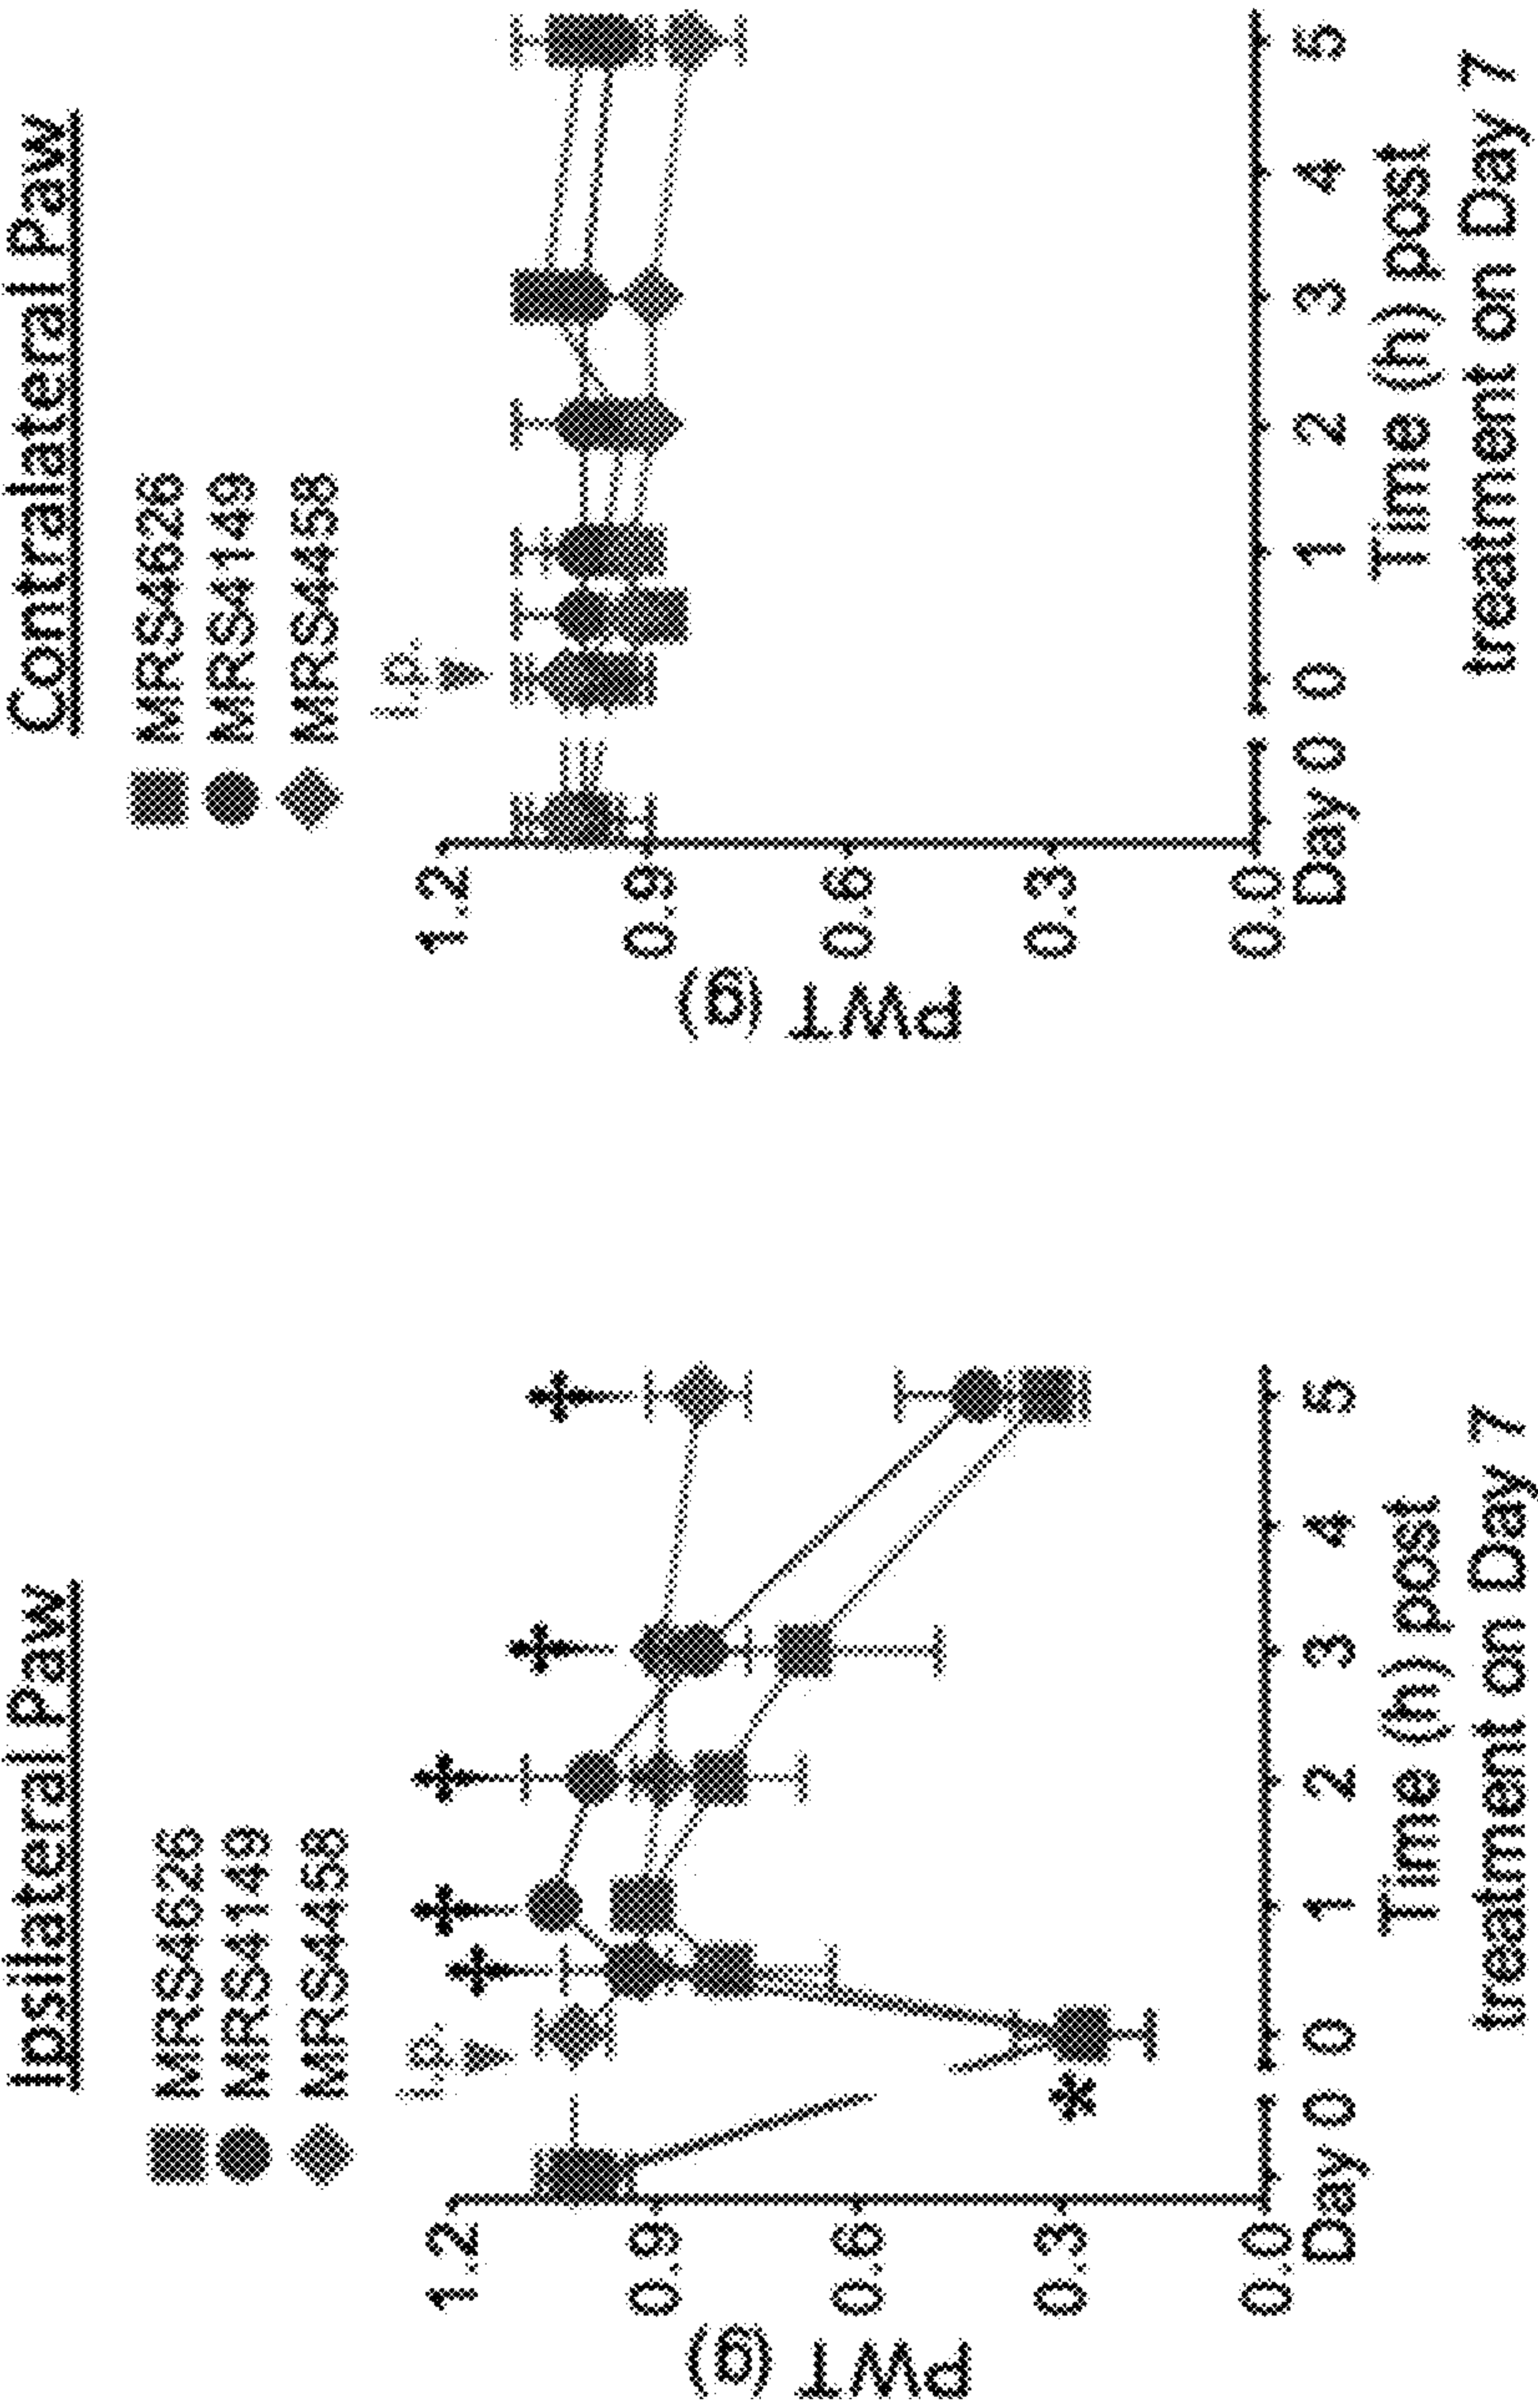 Ipsilateral Paw
MRS4626
MRS4149
MRS4458
i.p.
*
PWT (g)
1.2
0.9
0.6
0.3
0.0
Day 0 0 1 2 3 4 5
Time (h) post
treatment on Day 7
Contralateral Paw
MRS4626
MRS4149
MRS4458
i.p.
PWT (g)
1.2
0.9
0.6
0.3
0.0
Day 0 0 1 2 3 4 5
Time (h) post
treatment on Day 7